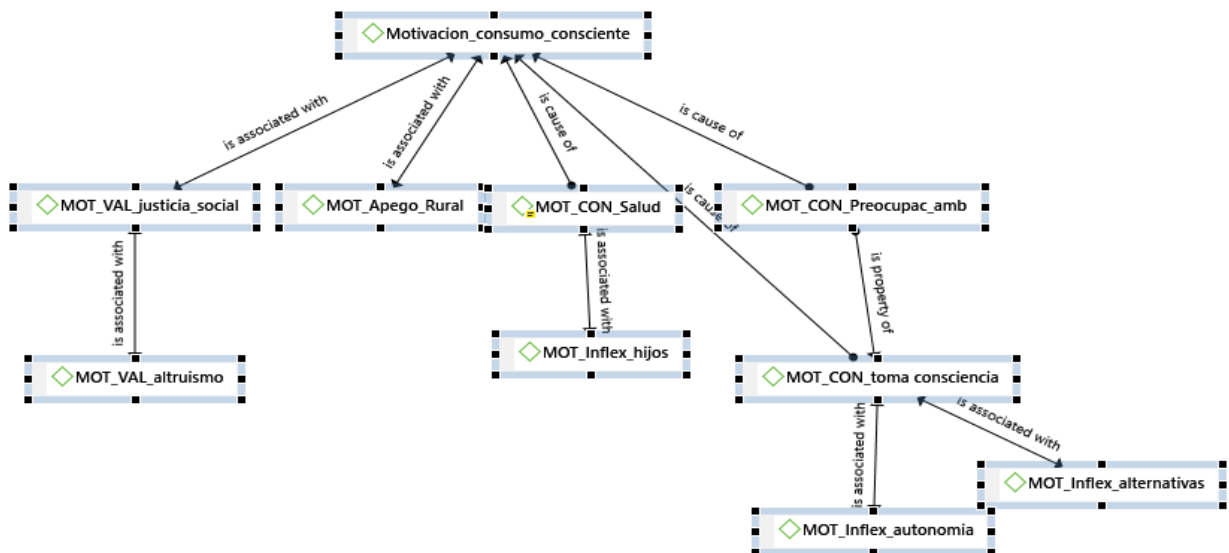 Motivacion_consumo_consciente
is associated with
is associated with
is cause of
is cause of
is cause of
MOT_VAL_justicia_social
MOT_Apego_Rural
MOT_CON_Salud
MOT_CON_Preocupac_amb
is associated with
is associated with
is property of
MOT_Inflex_hijos
MOT_VAL_altruismo
MOT_CON_toma consciencia
is associated with
is associated with
MOT_Inflex_alternativas
MOT_Inflex_autonomia